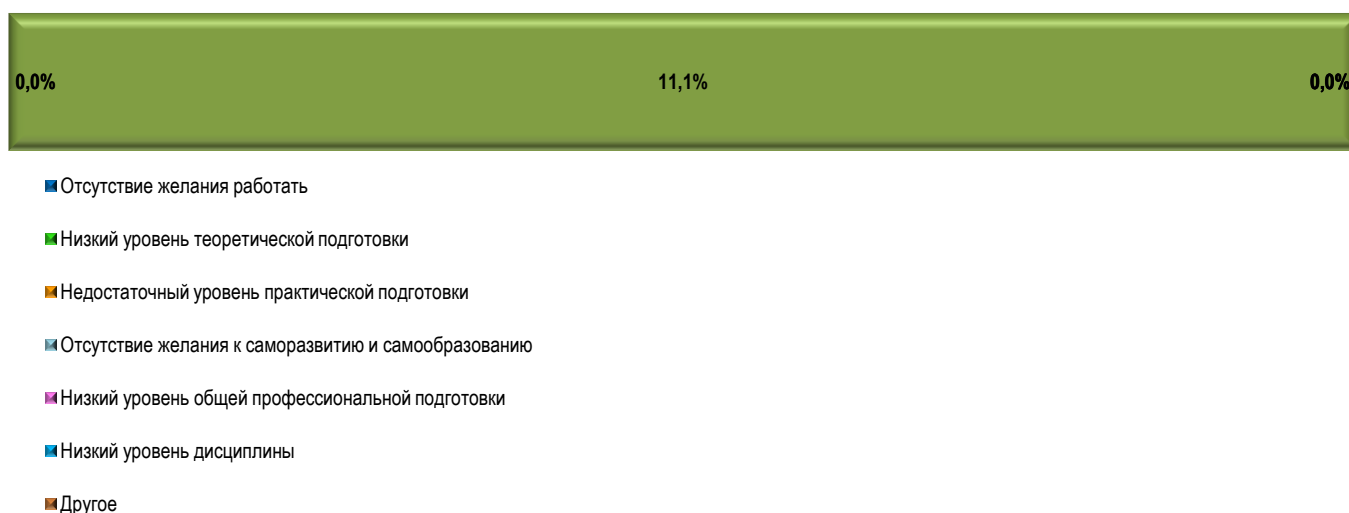 0,0% 11,1% 0,0%
Отсутствие желания работать
Низкий уровень теоретической подготовки
Недостаточный уровень практической подготовки
Отсутствие желания к саморазвитию и самообразованию
Низкий уровень общей профессиональной подготовки
Низкий уровень дисциплины
Другое